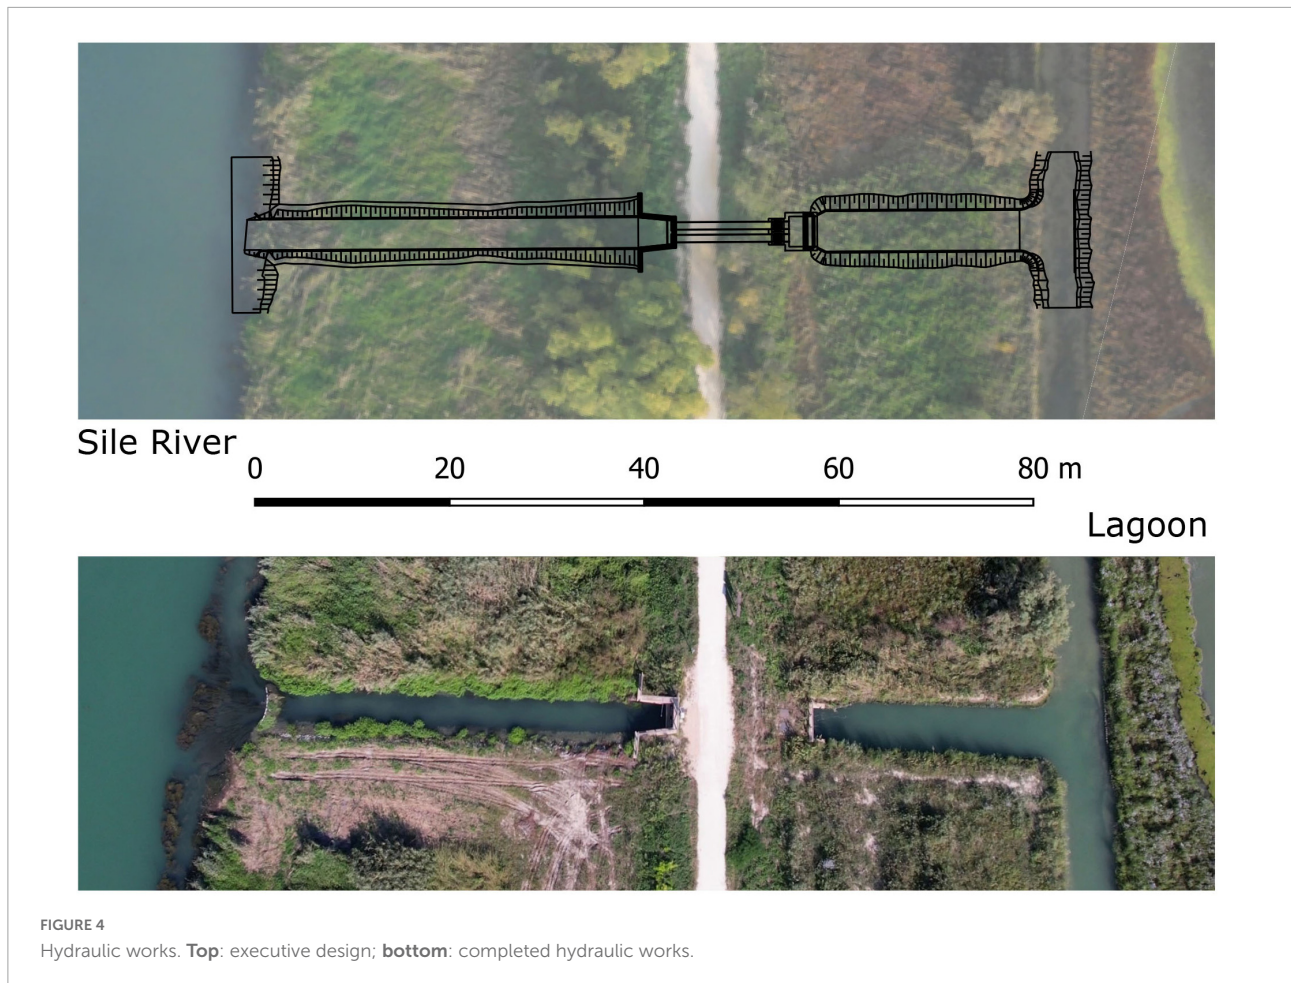 Sile River
0 20 40 60 80 m
Lagoon
FIGURE 4
Hydraulic works. Top: executive design; bottom: completed hydraulic works.